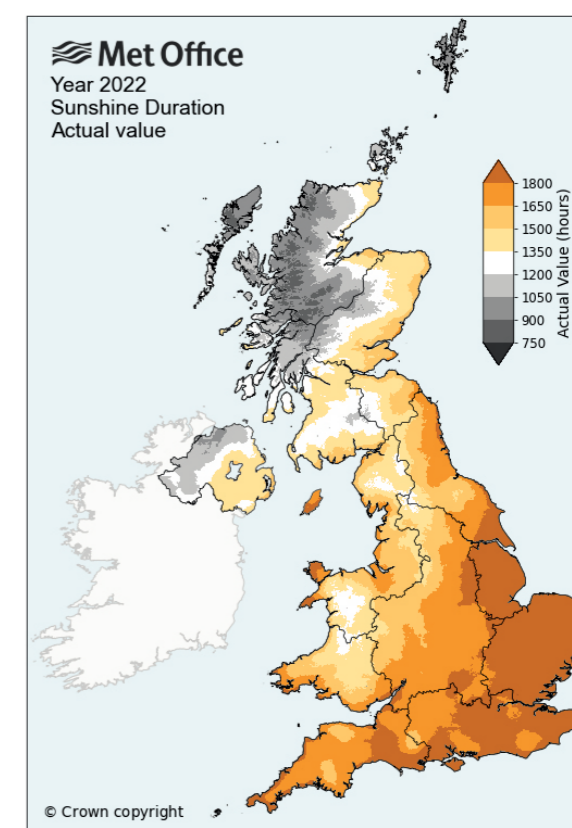 Met Office
Year 2022
Sunshine Duration
Actual value
1800
1650
1500
1350
1200
1050
900
750
Actual Value (hours)
© Crown copyright